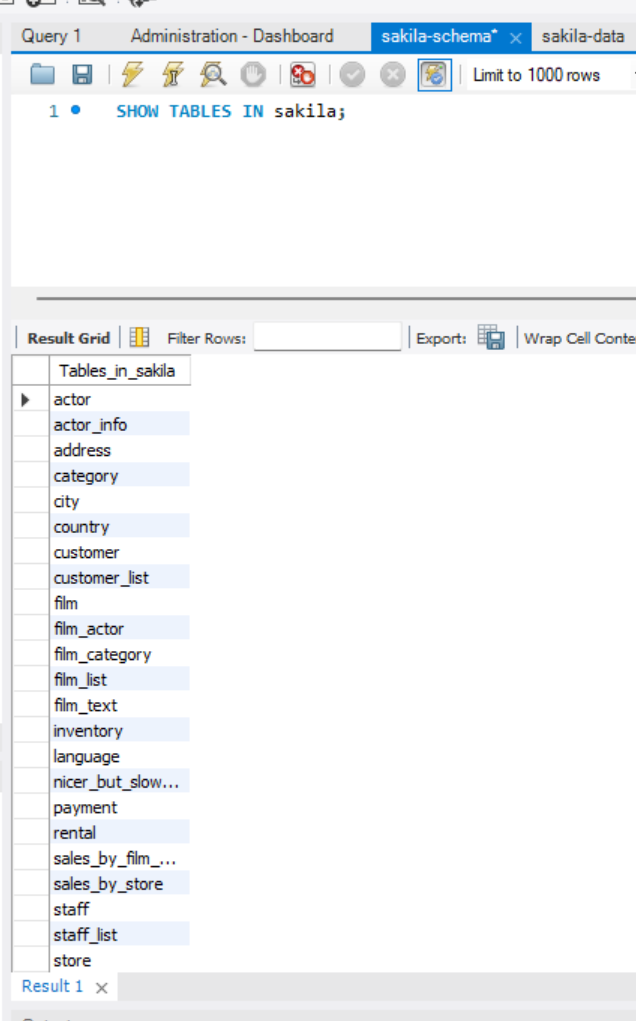 Query 1 Administration - Dashboard sakila-schema* sakila-data
Limit to 1000 rows
1 SHOW TABLES IN sakila;
Result Grid Filter Rows: Export: Wrap Cell Conte
Tables_in_sakila
actor
actor_info
address
category
city
country
customer
customer_list
film
film_actor
film_category
film_list
film_text
inventory
language
nicer_but_slow...
payment
rental
sales_by_film_...
sales_by_store
staff
staff_list
store
Result 1